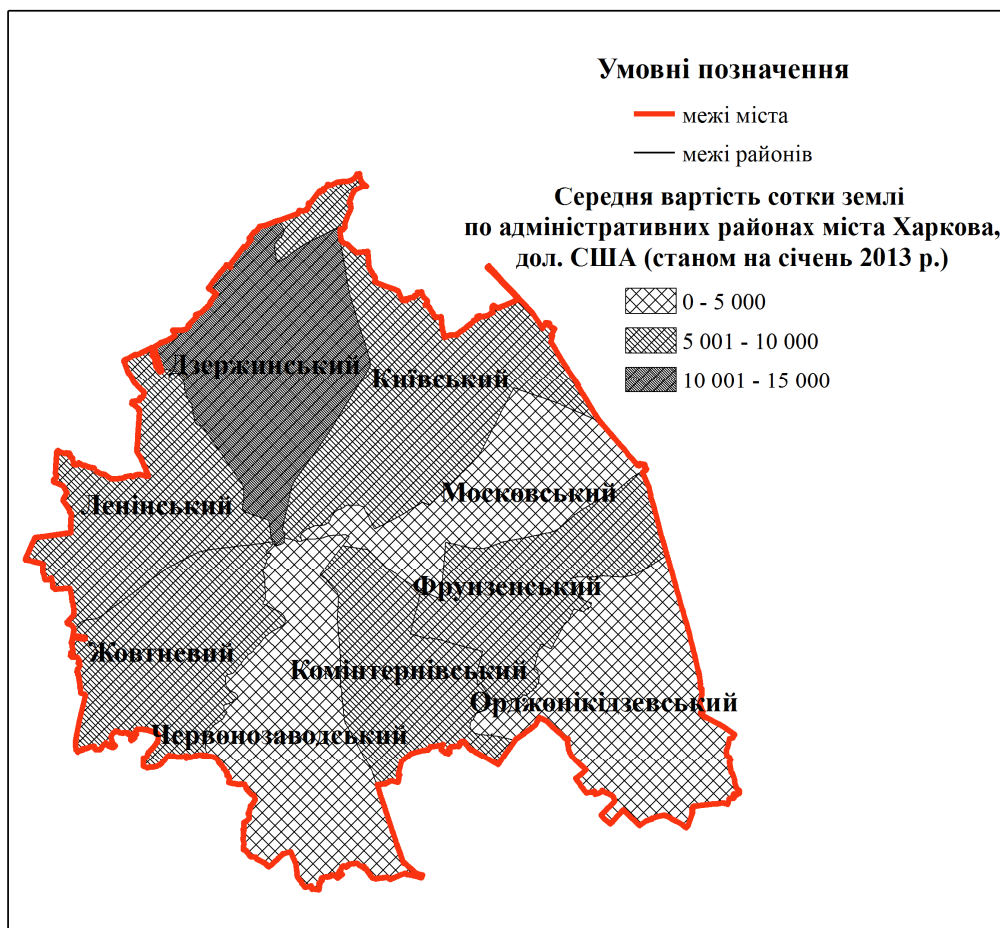 Умовні позначення
межі міста
межі районів
Середня вартість сотки землі
по адміністративних районах міста Харкова,
дол. США (станом на січень 2013 р.)
0 - 5 000
5 001 - 10 000
10 001 - 15 000
Дзержинський
Київський
Московський
Ленінський
Фрунзенський
Жовтневий
Комінтернівський
Орджонікідзевський
Червонозаводський